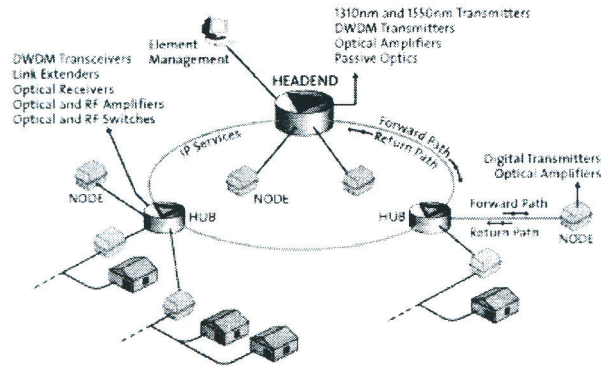 1310nm and 1550nm Transmitters
DWDM Transmitters
Optical Amplifiers
Passive Optics
Element
Management
HEADEND
DWDM Transceivers
Link Extenders
Optical Receivers
Optical and RF Amplifiers
Optical and RF Switches
IP Services
Forward Path
Return Path
Digital Transmitters
Optical Amplifiers
NODE
NODE
HUB
HUB
Forward Path
Return Path
NODE